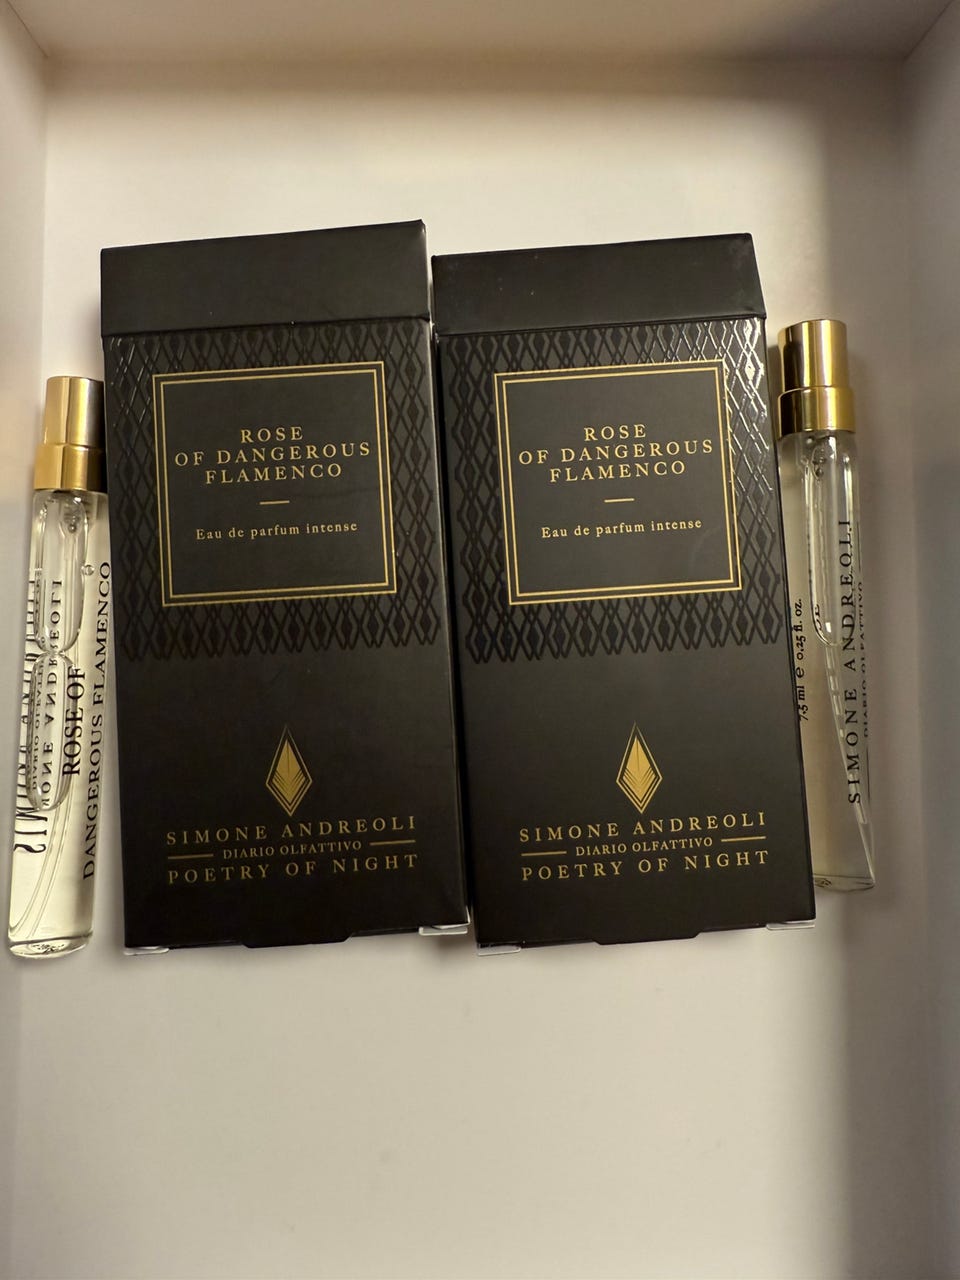 ROSE
OF DANGEROUS
FLAMENCO
Eau de parfum intense
SIMONE ANDREOLI
DIARIO OLFATTIVO
POETRY OF NIGHT
ROSE
OF DANGEROUS
FLAMENCO
Eau de parfum intense
SIMONE ANDREOLI
DIARIO OLFATTIVO
POETRY OF NIGHT
ROSE OF
DANGEROUS FLAMENCO
7.5 ml e 0.25 fl. oz.
SIMONE ANDREOLI
DIARIO OLFATTIVO